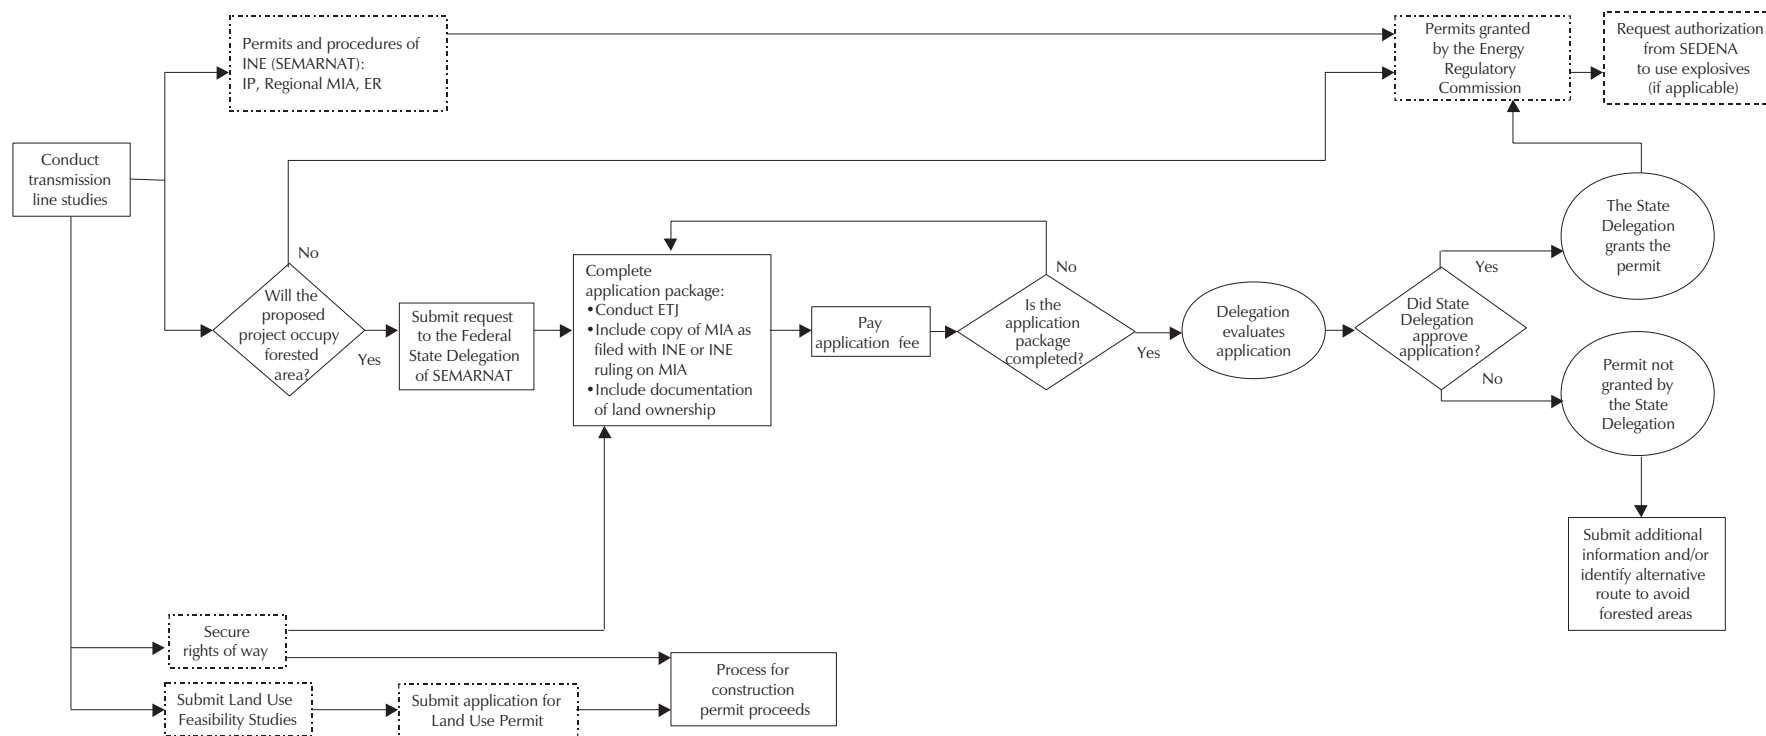 Permits and procedures of
INE (SEMARNAT):
IP, Regional MIA, ER
Permits granted
by the Energy
Regulatory
Commission
Request authorization
from SEDENA
to use explosives
(if applicable)
Conduct
transmission
line studies
No
Will the
proposed
project occupy
forested
area?
Yes
Submit request
to the Federal
State Delegation
of SEMARNAT
Complete
application package:
•Conduct ETJ
•Include copy of MIA as
filed with INE or INE
ruling on MIA
•Include documentation
of land ownership
Pay
application fee
No
Is the
application
package
completed?
Yes
Delegation
evaluates
application
Did State
Delegation
approve
application?
Yes
The State
Delegation
grants the
permit
No
Permit not
granted by
the State
Delegation
Submit additional
information and/or
identify alternative
route to avoid
forested areas
Secure
rights of way
Submit Land Use
Feasibility Studies
Submit application for
Land Use Permit
Process for
construction
permit proceeds